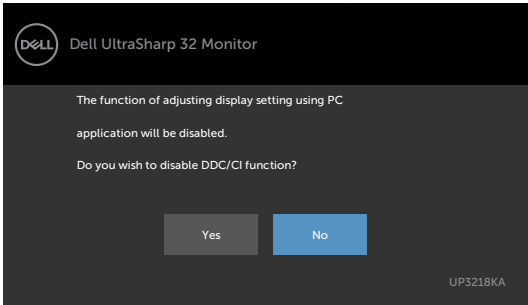 DELL Dell UltraSharp 32 Monitor
The function of adjusting display setting using PC
application will be disabled.
Do you wish to disable DDC/CI function?
Yes No
UP3218KA